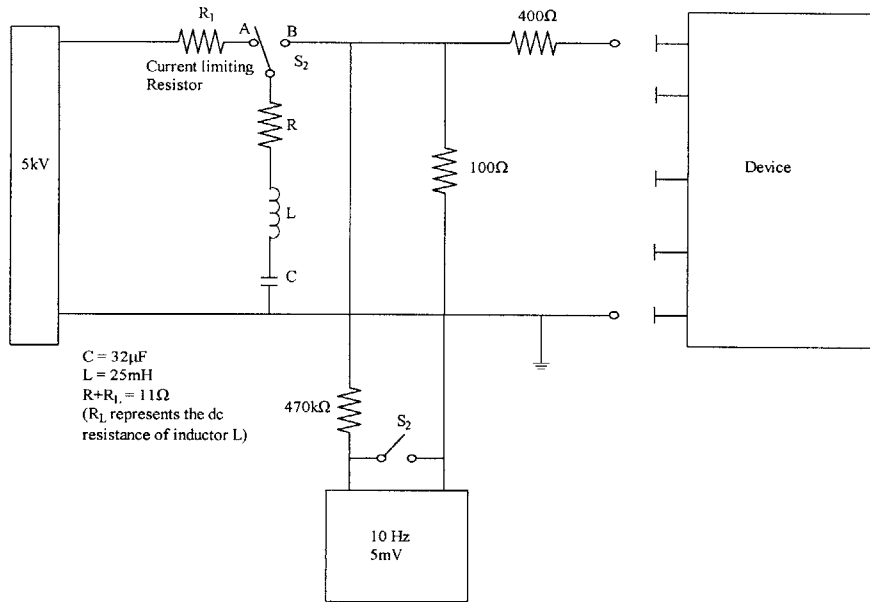 R1
A
B
S2
Current limiting
Resistor
400Ω
5kV
R
100Ω
Device
L
C
C = 32µF
L = 25mH
R+RL = 11Ω
(RL represents the dc
resistance of inductor L)
470kΩ
S2
10 Hz
5mV